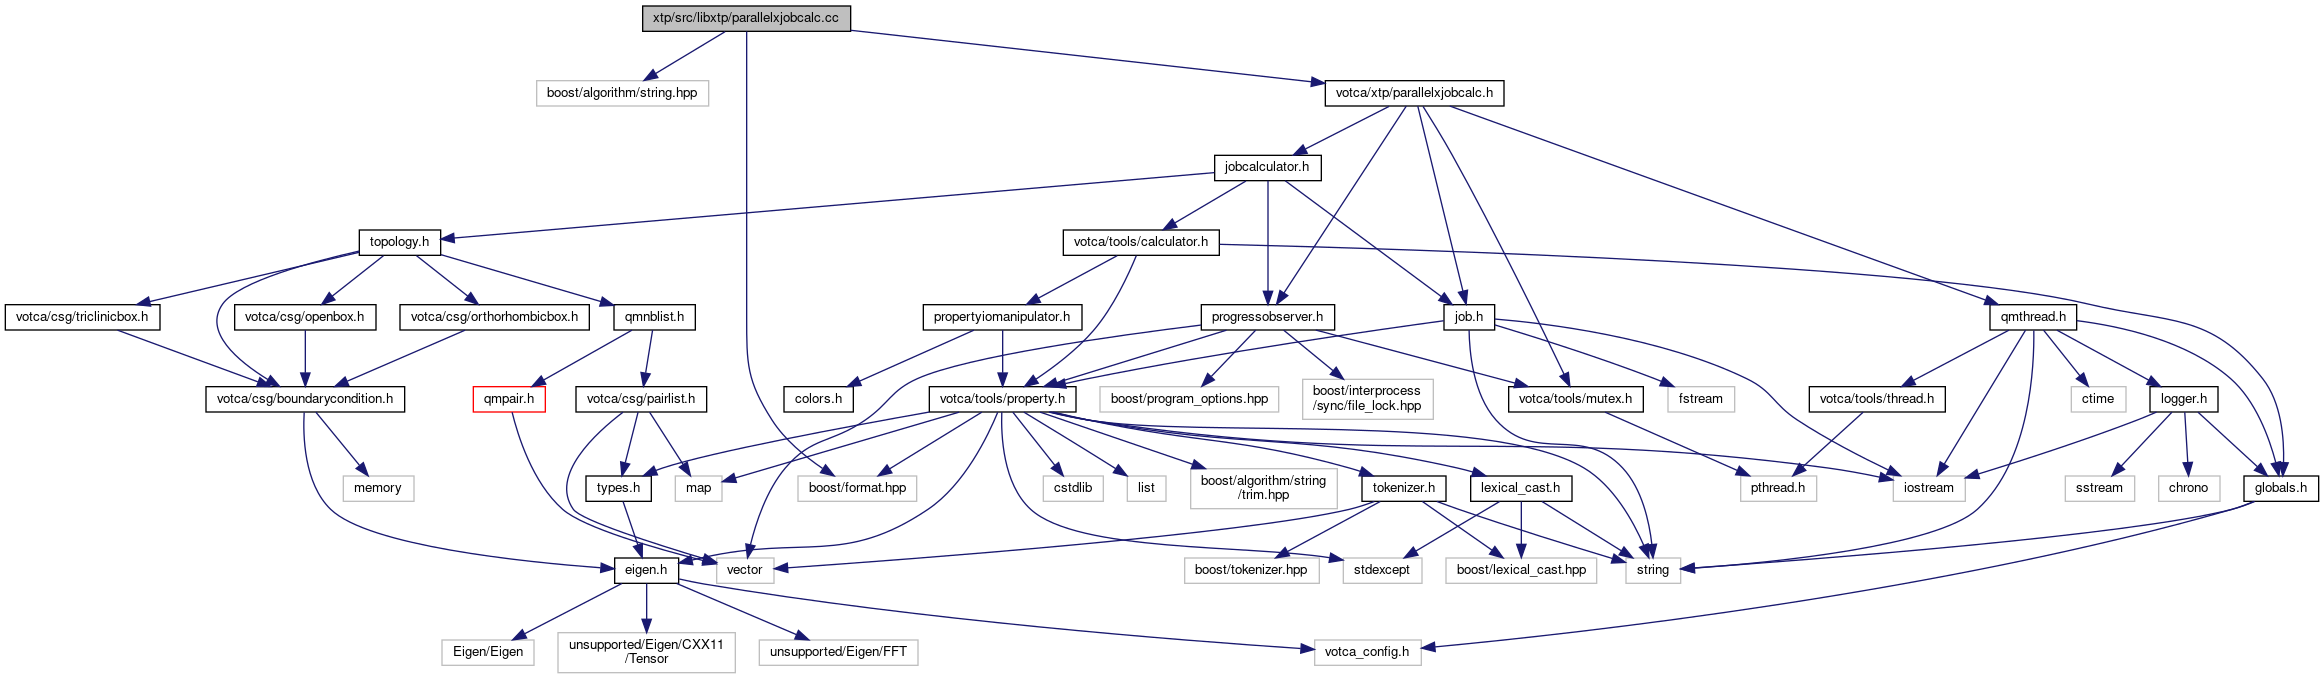 xtp/src/libxtp/parallelxjobcalc.cc
boost/algorithm/string.hpp
votca/xtp/parallelxjobcalc.h
jobcalculator.h
topology.h
votca/tools/calculator.h
votca/csg/triclinicbox.h
votca/csg/openbox.h
votca/csg/orthorhombicbox.h
qmnblist.h
propertyiomanipulator.h
progressobserver.h
job.h
qmthread.h
votca/csg/boundarycondition.h
qmpair.h
votca/csg/pairlist.h
colors.h
votca/tools/property.h
boost/program_options.hpp
boost/interprocess
/sync/file_lock.hpp
votca/tools/mutex.h
fstream
votca/tools/thread.h
ctime
logger.h
memory
types.h
map
boost/format.hpp
cstdlib
list
boost/algorithm/string
/trim.hpp
tokenizer.h
lexical_cast.h
pthread.h
iostream
sstream
chrono
globals.h
eigen.h
vector
boost/tokenizer.hpp
stdexcept
boost/lexical_cast.hpp
string
Eigen/Eigen
unsupported/Eigen/CXX11
/Tensor
unsupported/Eigen/FFT
votca_config.h